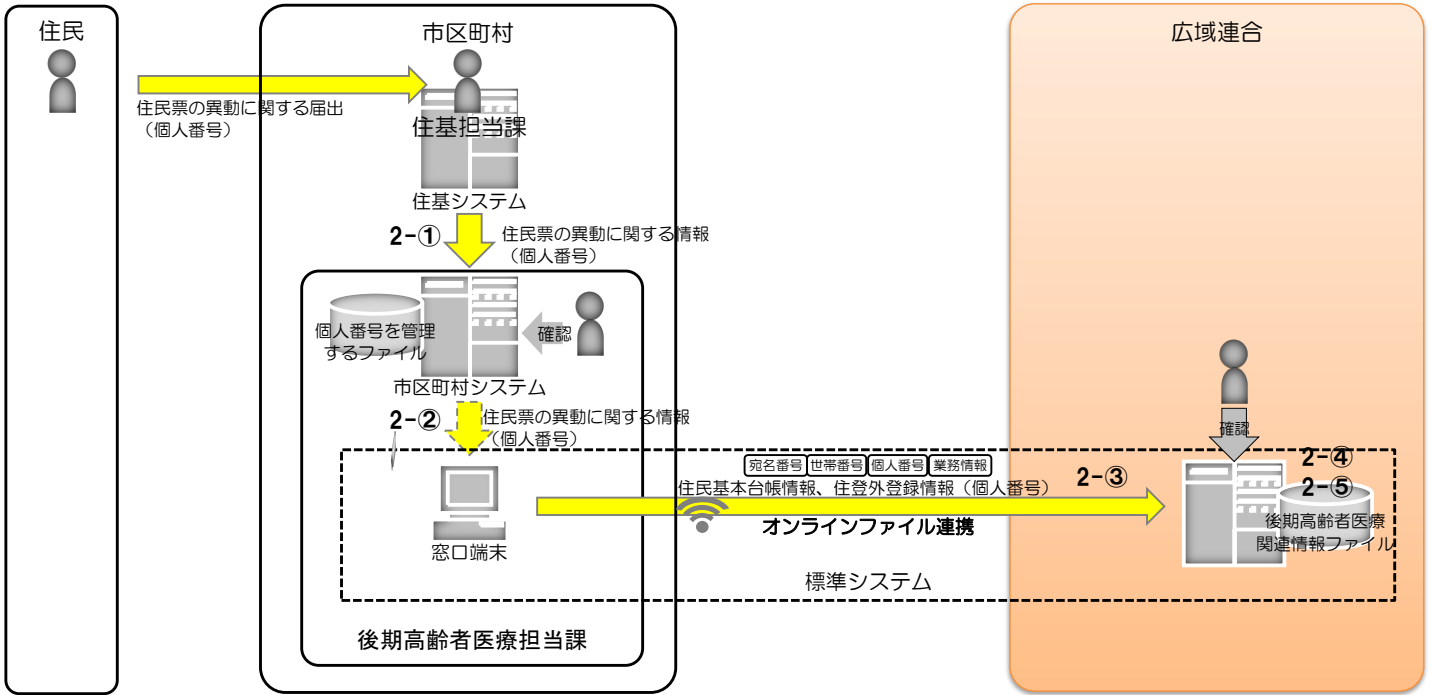 住民
市区町村
広域連合
住民票の異動に関する届出
（個人番号）
住基担当課
住基システム
2-①
住民票の異動に関する情報
（個人番号）
個人番号を管理
するファイル
確認
市区町村システム
2-②
住民票の異動に関する情報
（個人番号）
確認
宛名番号 世帯番号 個人番号 業務情報
住民基本台帳情報、住登外登録情報（個人番号）
2-③
2-④
2-⑤
オンラインファイル連携
後期高齢者医療
関連情報ファイル
窓口端末
標準システム
後期高齢者医療担当課